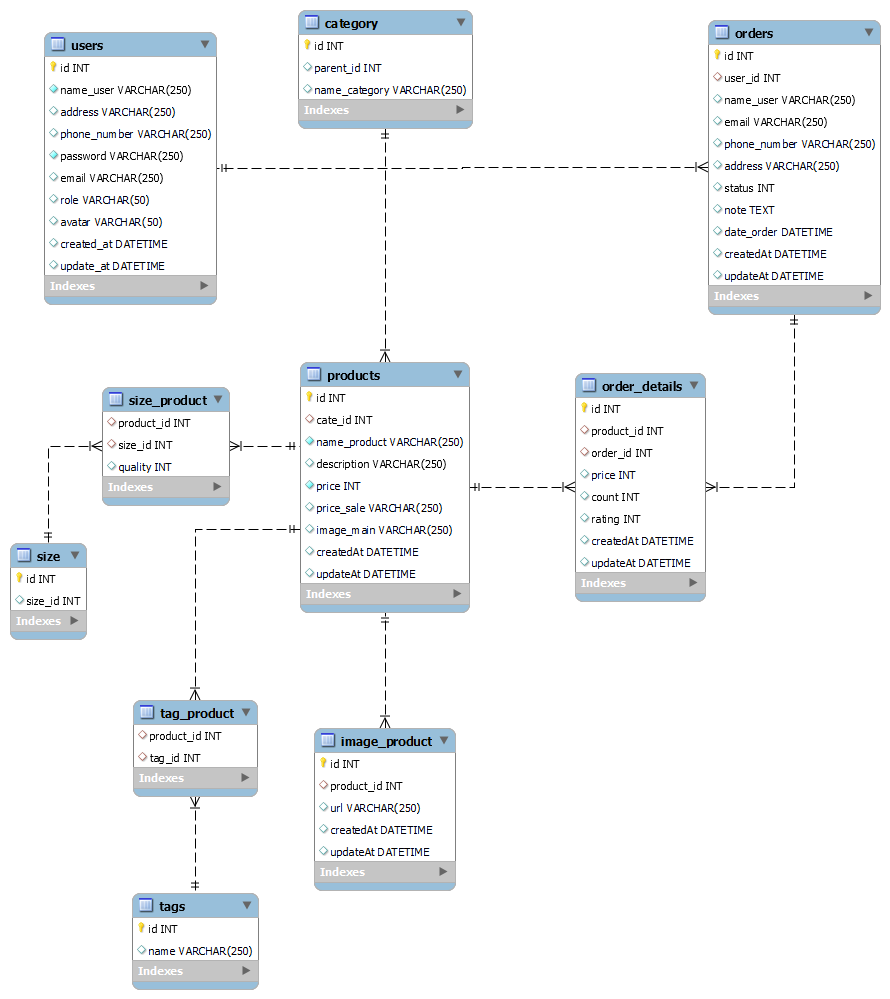 users
id INT
name_user VARCHAR(250)
address VARCHAR(250)
phone_number VARCHAR(250)
password VARCHAR(250)
email VARCHAR(250)
role VARCHAR(50)
avatar VARCHAR(50)
created_at DATETIME
update_at DATETIME
Indexes
category
id INT
parent_id INT
name_category VARCHAR(250)
Indexes
orders
id INT
user_id INT
name_user VARCHAR(250)
email VARCHAR(250)
phone_number VARCHAR(250)
address VARCHAR(250)
status INT
note TEXT
date_order DATETIME
createdAt DATETIME
updateAt DATETIME
Indexes
size_product
product_id INT
size_id INT
quality INT
Indexes
products
id INT
cate_id INT
name_product VARCHAR(250)
description VARCHAR(250)
price INT
price_sale VARCHAR(250)
image_main VARCHAR(250)
createdAt DATETIME
updateAt DATETIME
Indexes
order_details
id INT
product_id INT
order_id INT
price INT
count INT
rating INT
createdAt DATETIME
updateAt DATETIME
Indexes
size
id INT
size_id INT
Indexes
tag_product
product_id INT
tag_id INT
Indexes
image_product
id INT
product_id INT
url VARCHAR(250)
createdAt DATETIME
updateAt DATETIME
Indexes
tags
id INT
name VARCHAR(250)
Indexes